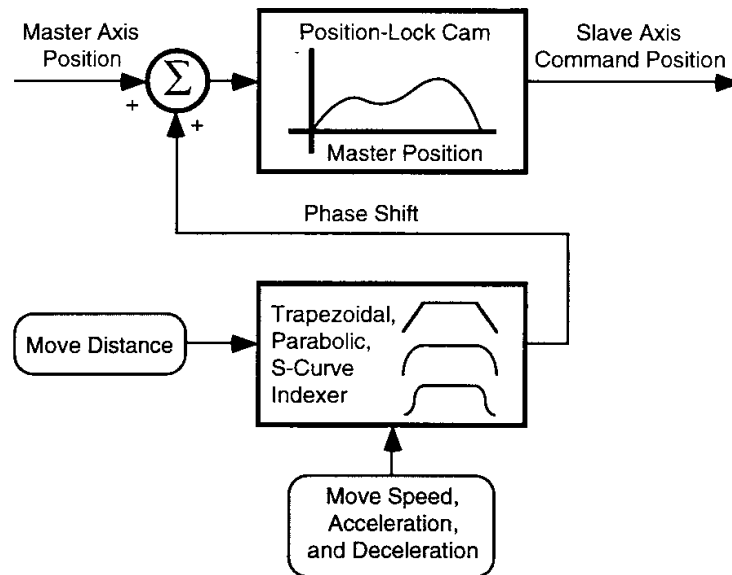 Master Axis
Position
+
Σ
+
Position-Lock Cam
Master Position
Slave Axis
Command Position
Phase Shift
Move Distance
Trapezoidal,
Parabolic,
S-Curve
Indexer
Move Speed,
Acceleration,
and Deceleration